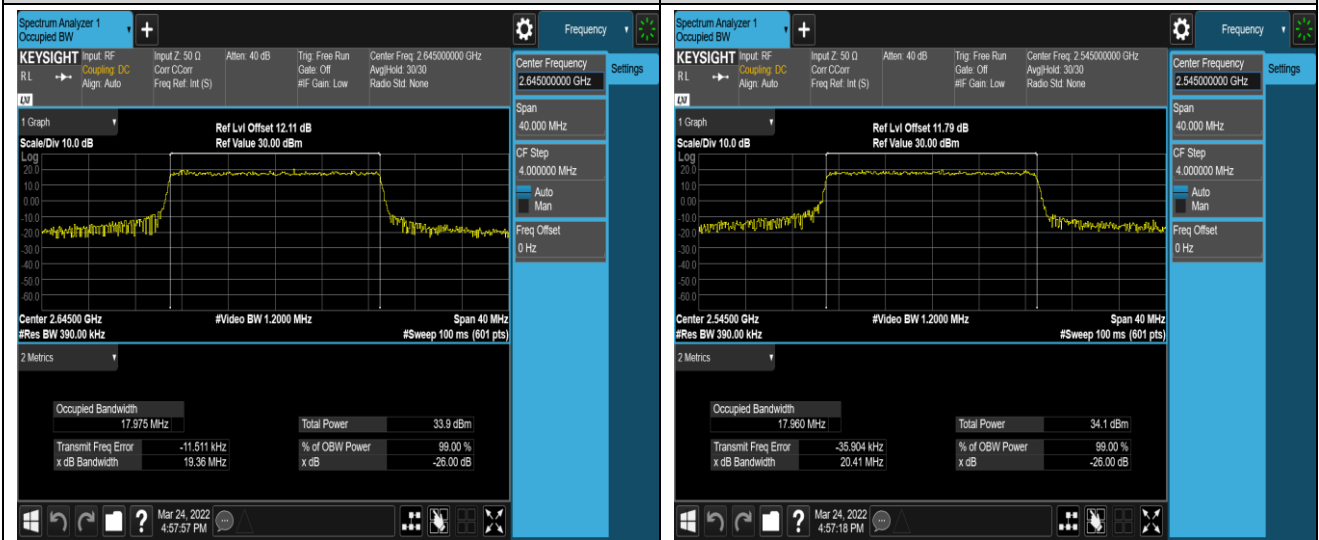 Spectrum Analyzer 1
Occupied BW
+
Frequency
KEYSIGHT
Input: RF
Coupling: DC
Align: Auto
Input Z: 50 Ω
Corr CCorr
Freq Ref: Int (S)
Atten: 40 dB
Trig: Free Run
Gate: Off
#IF Gain: Low
Center Freq: 2.645000000 GHz
Avg|Hold: 30/30
Radio Std: None
RL
LXI
Center Frequency
2.645000000 GHz
Settings
Span
40.000 MHz
CF Step
4.000000 MHz
Auto
Man
Freq Offset
0 Hz
1 Graph
Ref Lvl Offset 12.11 dB
Scale/Div 10.0 dB
Ref Value 30.00 dBm
Log
20.0
10.0
0.00
-10.0
-20.0
-30.0
-40.0
-50.0
-60.0
Center 2.64500 GHz
#Video BW 1.2000 MHz
Span 40 MHz
#Res BW 390.00 kHz
#Sweep 100 ms (601 pts)
2 Metrics
Occupied Bandwidth
17.975 MHz
Total Power 33.9 dBm
Transmit Freq Error -11.511 kHz
% of OBW Power 99.00 %
x dB Bandwidth 19.36 MHz
x dB -26.00 dB
?
Mar 24, 2022
4:57:57 PM
Spectrum Analyzer 1
Occupied BW
+
Frequency
KEYSIGHT
Input: RF
Coupling: DC
Align: Auto
Input Z: 50 Ω
Corr CCorr
Freq Ref: Int (S)
Atten: 40 dB
Trig: Free Run
Gate: Off
#IF Gain: Low
Center Freq: 2.545000000 GHz
Avg|Hold: 30/30
Radio Std: None
RL
LXI
Center Frequency
2.545000000 GHz
Settings
Span
40.000 MHz
CF Step
4.000000 MHz
Auto
Man
Freq Offset
0 Hz
1 Graph
Ref Lvl Offset 11.79 dB
Scale/Div 10.0 dB
Ref Value 30.00 dBm
Log
20.0
10.0
0.00
-10.0
-20.0
-30.0
-40.0
-50.0
-60.0
Center 2.54500 GHz
#Video BW 1.2000 MHz
Span 40 MHz
#Res BW 390.00 kHz
#Sweep 100 ms (601 pts)
2 Metrics
Occupied Bandwidth
17.960 MHz
Total Power 34.1 dBm
Transmit Freq Error -35.904 kHz
% of OBW Power 99.00 %
x dB Bandwidth 20.41 MHz
x dB -26.00 dB
?
Mar 24, 2022
4:57:18 PM